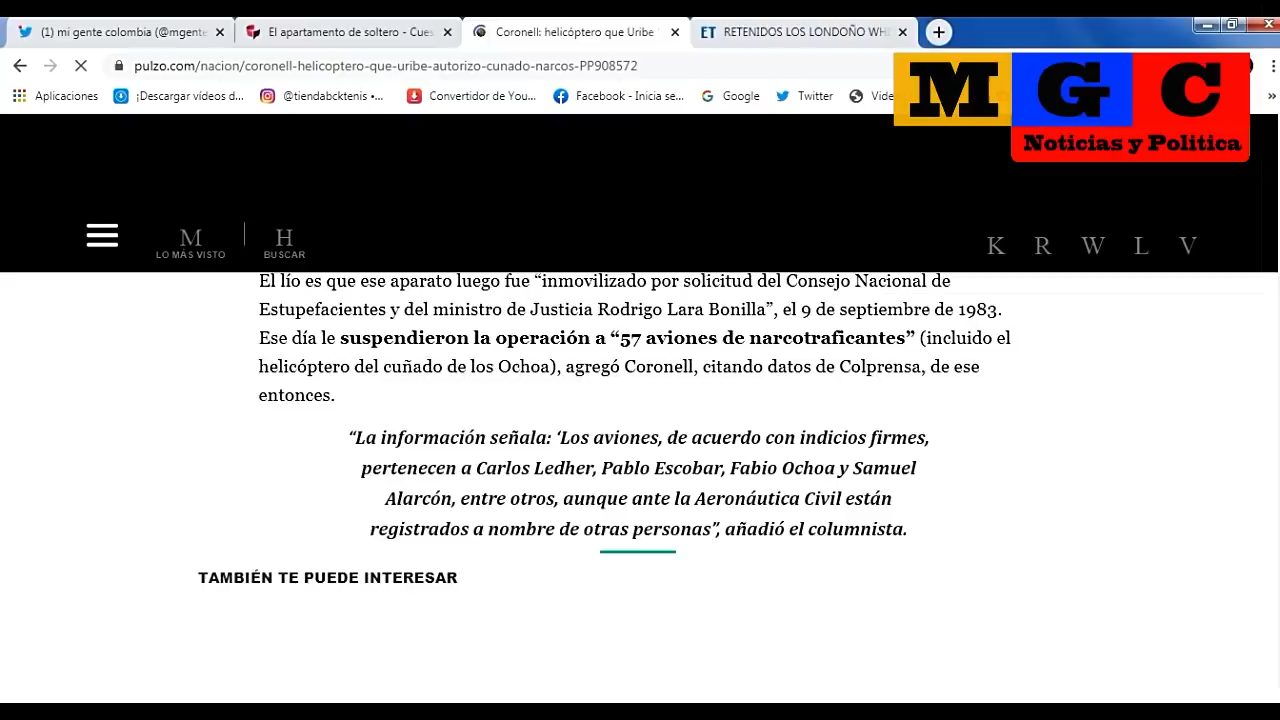 (1) mi gente colombia (@mgente
El apartamento de soltero - Cues
Coronell: helicóptero que Uribe
ET RETENIDOS LOS LONDOÑO WHI
pulzo.com/nacion/coronell-helicoptero-que-uribe-autorizo-cunado-narcos-PP908572
Aplicaciones
¡Descargar vídeos d...
@tiendabcktenis •...
Convertidor de You...
Facebook - Inicia se...
Google
Twitter
Vide
»
M G C
Noticias y Politica
M
LO MÁS VISTO
H
BUSCAR
K R W L V
El lío es que ese aparato luego fue “inmovilizado por solicitud del Consejo Nacional de
Estupefacientes y del ministro de Justicia Rodrigo Lara Bonilla”, el 9 de septiembre de 1983.
Ese día le suspendieron la operación a “57 aviones de narcotraficantes” (incluido el
helicóptero del cuñado de los Ochoa), agregó Coronell, citando datos de Colprensa, de ese
entonces.
“La información señala: ‘Los aviones, de acuerdo con indicios firmes,
pertenecen a Carlos Ledher, Pablo Escobar, Fabio Ochoa y Samuel
Alarcón, entre otros, aunque ante la Aeronáutica Civil están
registrados a nombre de otras personas”, añadió el columnista.
TAMBIÉN TE PUEDE INTERESAR